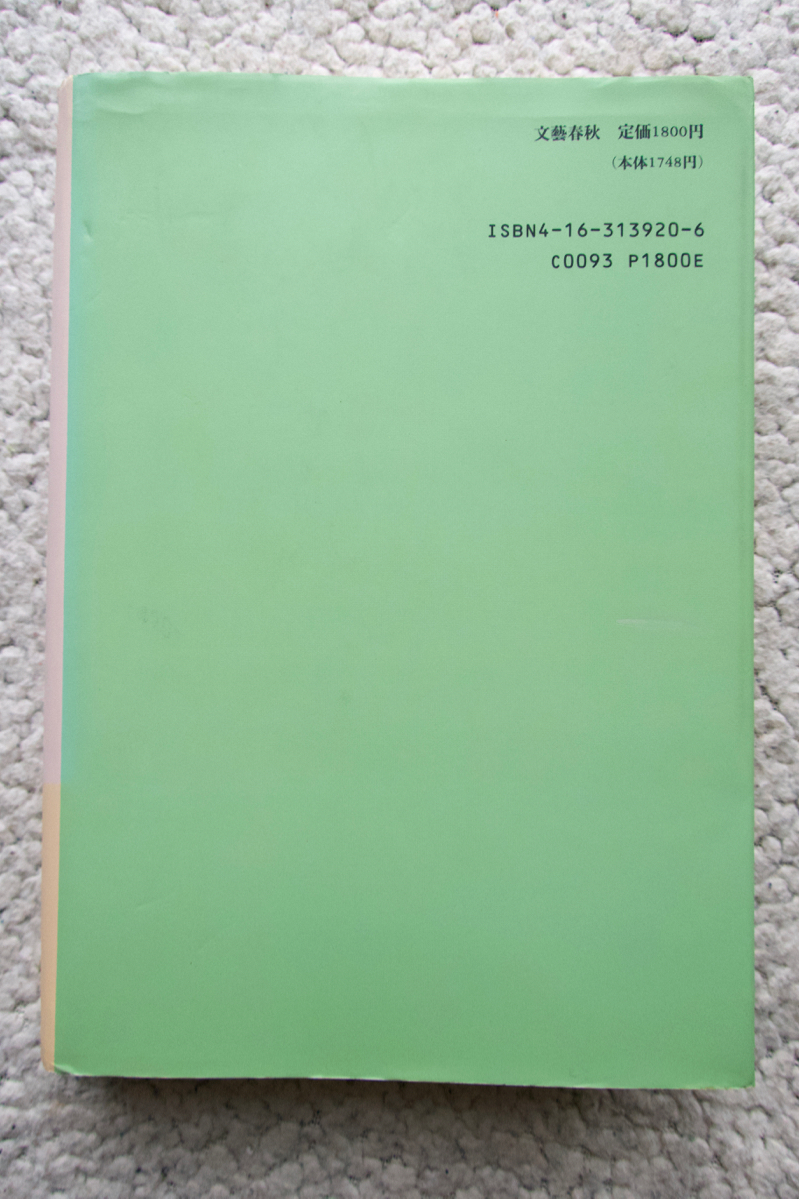 文藝春秋　定価1800円
（本体1748円）
ISBN4-16-313920-6
C0093 P1800E